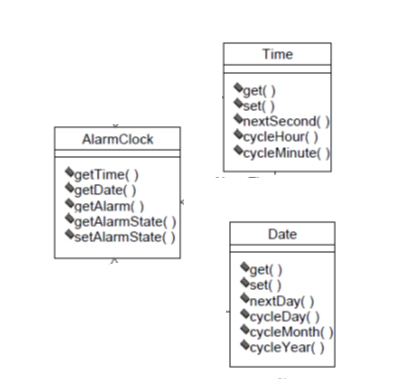 Time
get( )
set( )
nextSecond( )
cycleHour( )
cycleMinute( )
AlarmClock
getTime( )
getDate( )
getAlarm( )
getAlarmState( )
setAlarmState( )
Date
get( )
set( )
nextDay( )
cycleDay( )
cycleMonth( )
cycleYear( )